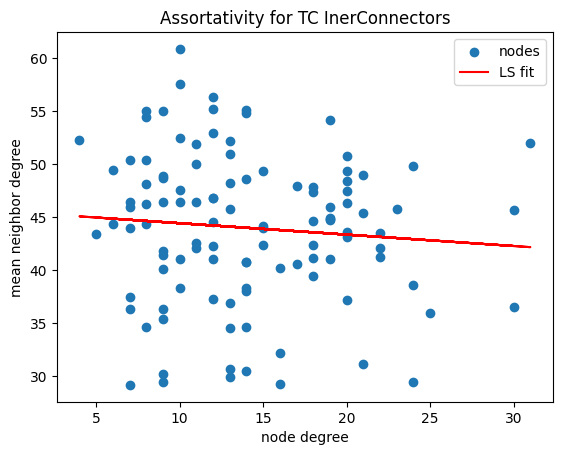 Assortativity for TC InerConnectors
nodes
LS fit
60
55
50
45
40
35
30
mean neighbor degree
5 10 15 20 25 30
node degree